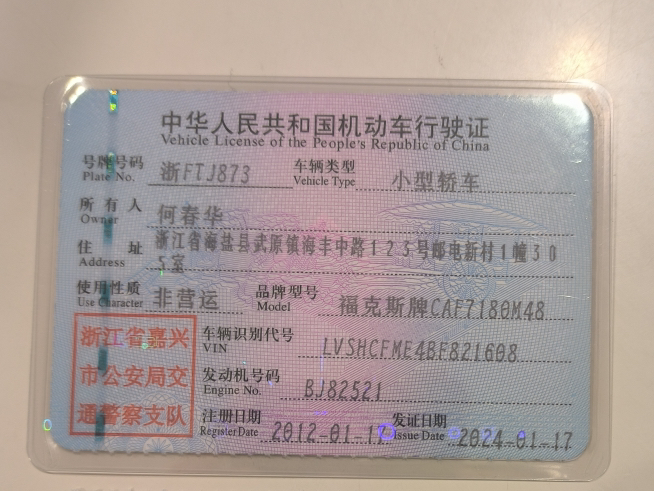 中华人民共和国机动车行驶证
Vehicle License of the People's Republic of China
号牌号码 Plate No. 浙FTJ873 车辆类型 Vehicle Type 小型轿车
所有人 Owner 何春华
住址 Address 浙江省海盐县武原镇海丰中路123号邮电新村1幢30
5室
使用性质 Use Character 非营运 品牌型号 Model 福克斯牌CAF7180M48
浙江省嘉兴
市公安局交
通警察支队
车辆识别代号 VIN LVSHCFME4BF821608
发动机号码 Engine No. BJ82521
注册日期 Register Date 2012-01-17 发证日期 Issue Date 2024-01-17